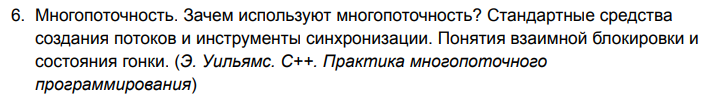 6. Многопоточность. Зачем используют многопоточность? Стандартные средства
создания потоков и инструменты синхронизации. Понятия взаимной блокировки и
состояния гонки. (Э. Уильямс. С++. Практика многопоточного
программирования)